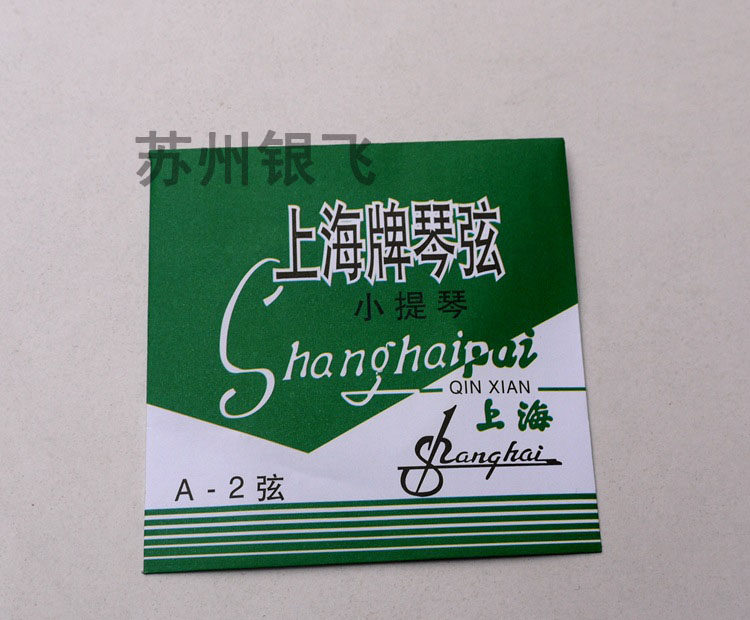 苏州银飞
上海牌琴弦
小提琴
Shanghaipai
QIN XIAN
上海
Shanghai
A - 2 弦